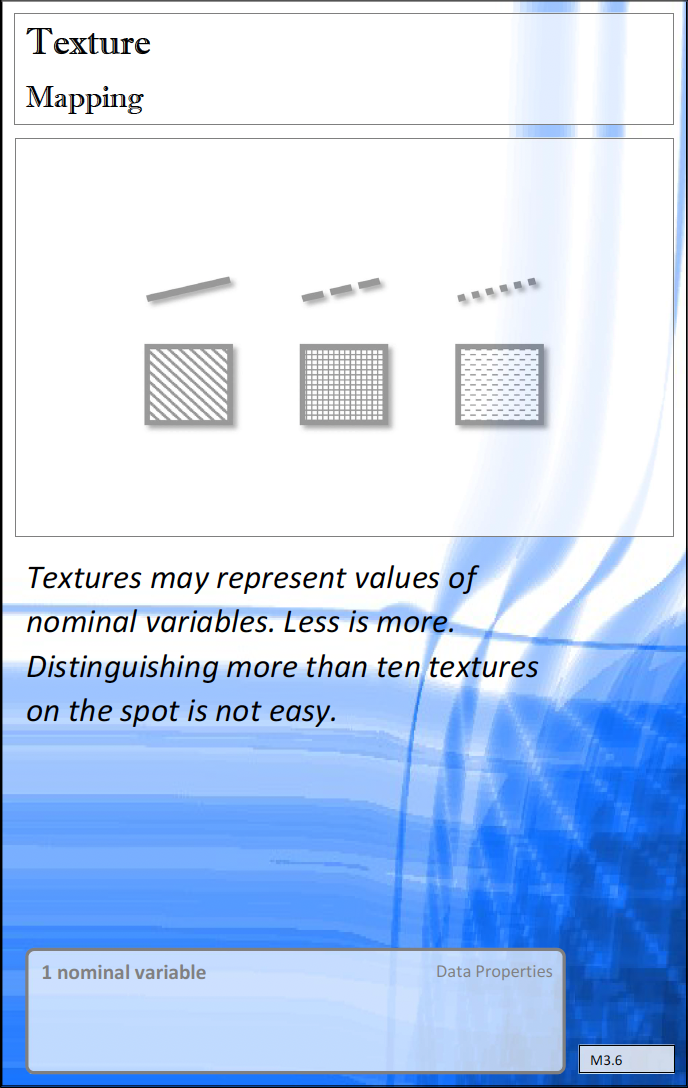 Texture
Mapping
Textures may represent values of
nominal variables. Less is more.
Distinguishing more than ten textures
on the spot is not easy.
1 nominal variable
Data Properties
M3.6